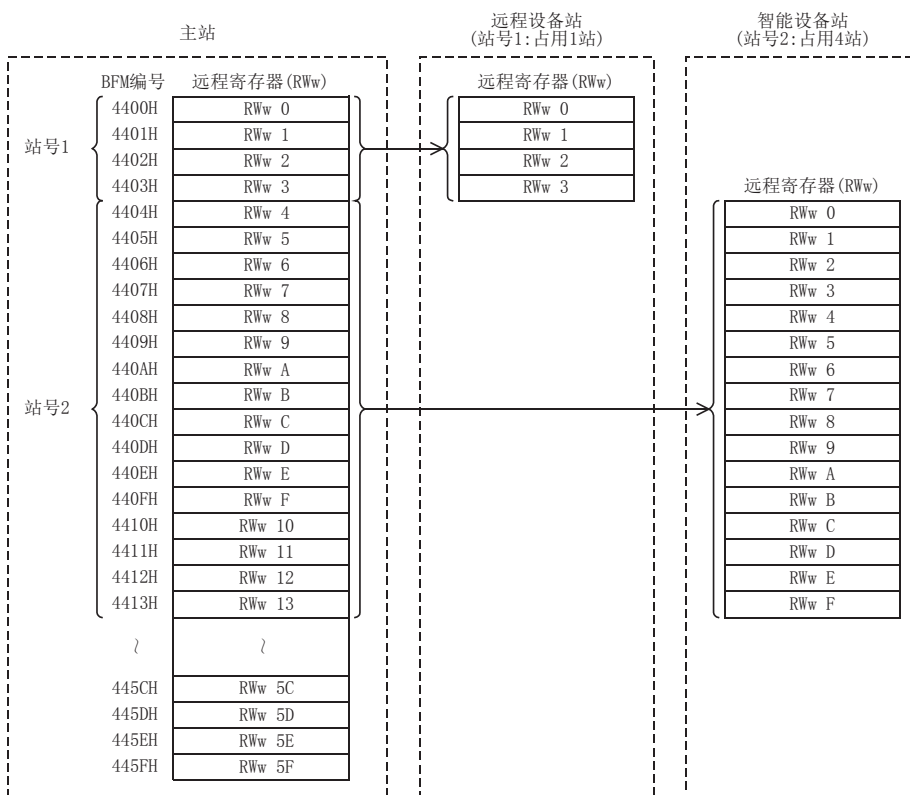 主站
BFM编号 远程寄存器(RWw)
站号1
4400H RWw 0
4401H RWw 1
4402H RWw 2
4403H RWw 3
站号2
4404H RWw 4
4405H RWw 5
4406H RWw 6
4407H RWw 7
4408H RWw 8
4409H RWw 9
440AH RWw A
440BH RWw B
440CH RWw C
440DH RWw D
440EH RWw E
440FH RWw F
4410H RWw 10
4411H RWw 11
4412H RWw 12
4413H RWw 13
~ ~
445CH RWw 5C
445DH RWw 5D
445EH RWw 5E
445FH RWw 5F
远程设备站
(站号1:占用1站)
远程寄存器(RWw)
RWw 0
RWw 1
RWw 2
RWw 3
智能设备站
(站号2:占用4站)
远程寄存器(RWw)
RWw 0
RWw 1
RWw 2
RWw 3
RWw 4
RWw 5
RWw 6
RWw 7
RWw 8
RWw 9
RWw A
RWw B
RWw C
RWw D
RWw E
RWw F